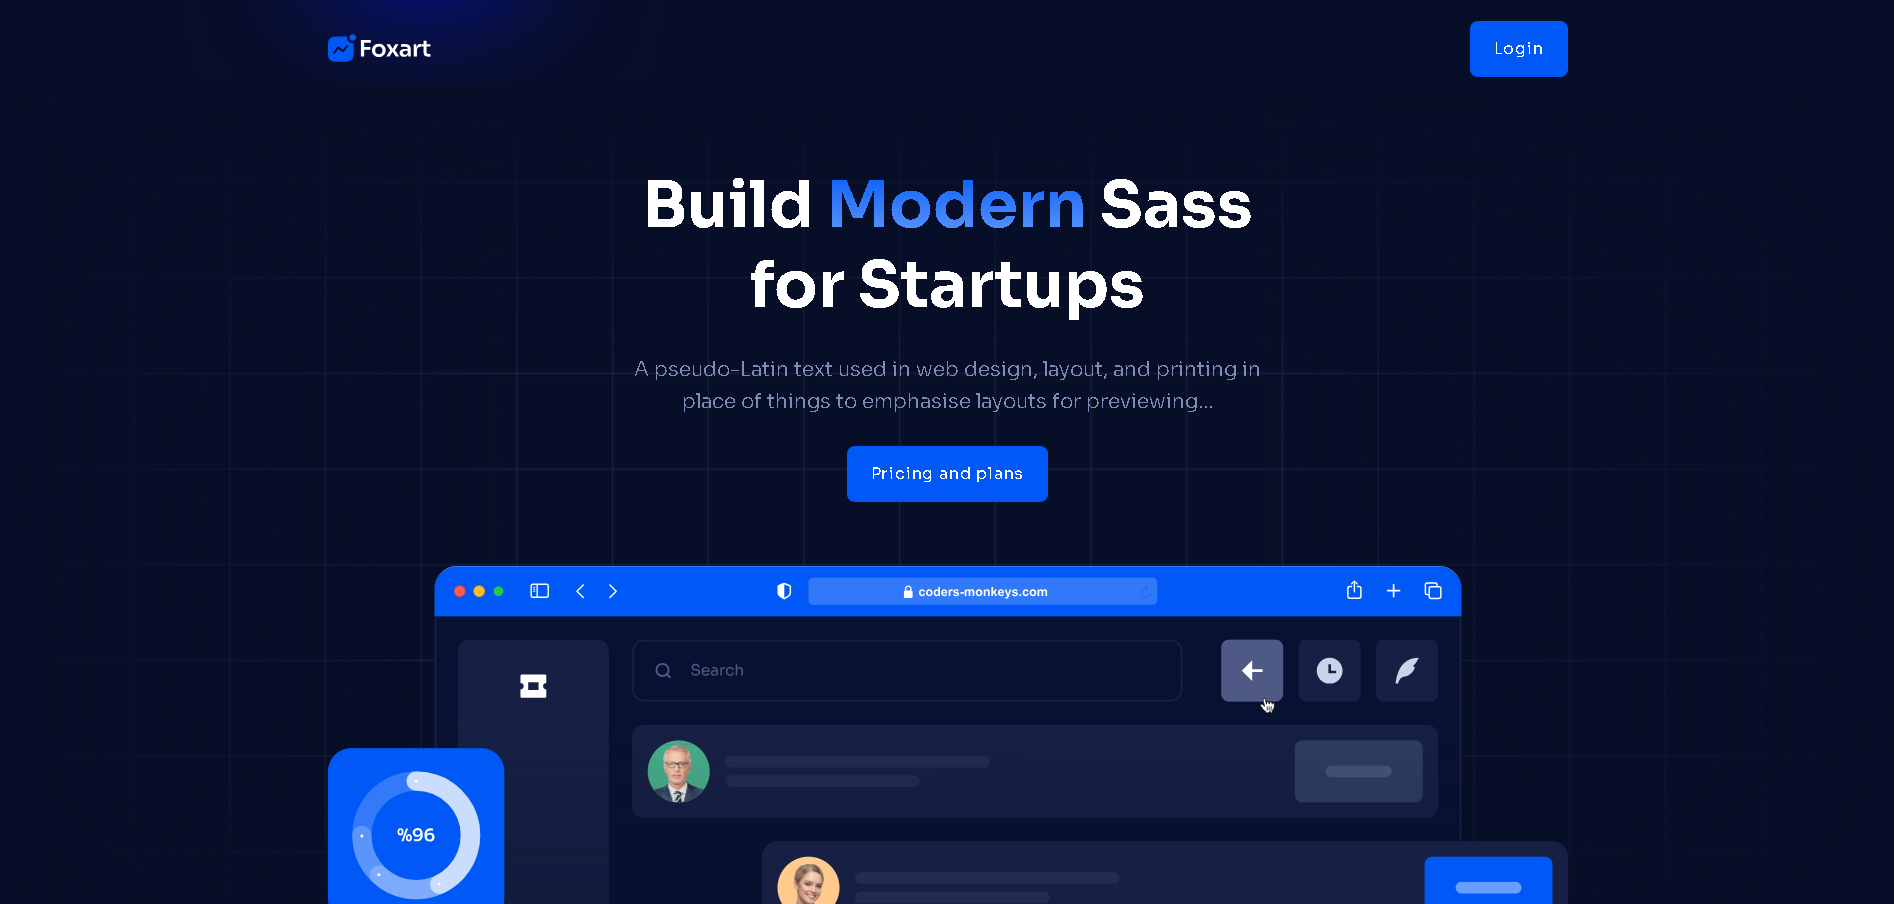 Foxart
Login
Build Modern Sass
for Startups
A pseudo-Latin text used in web design, layout, and printing in
place of things to emphasise layouts for previewing...
Pricing and plans
coders-monkeys.com
Search
%96